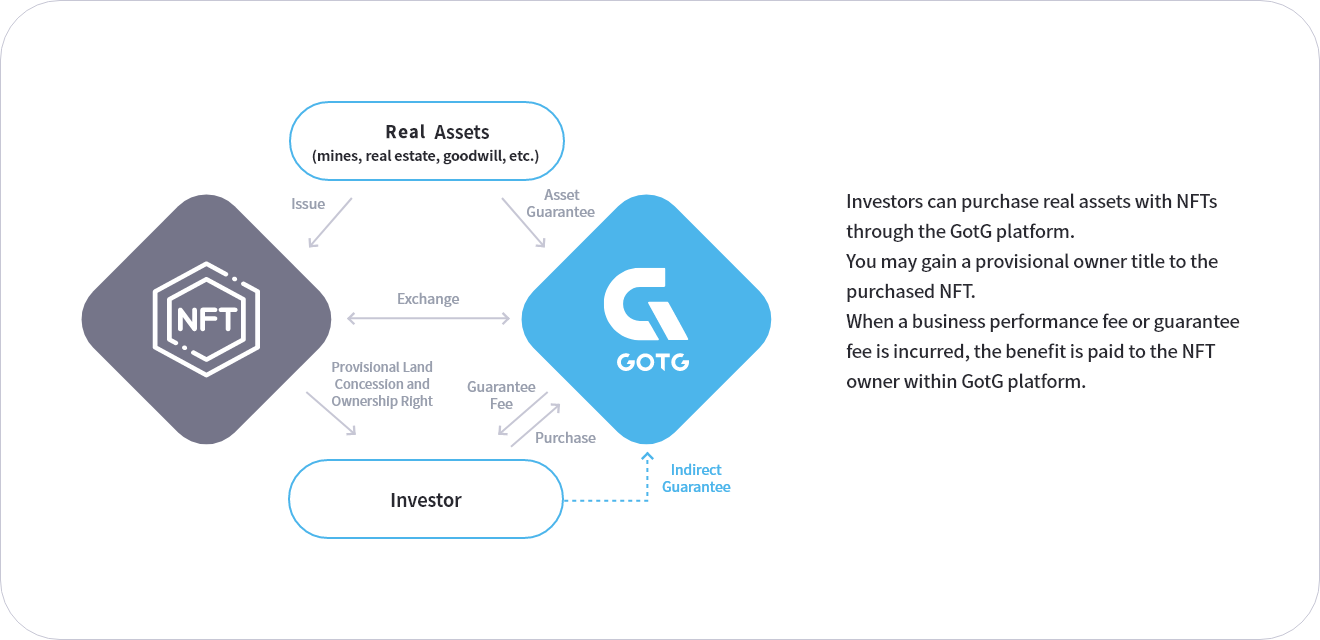 Real Assets
(mines, real estate, goodwill, etc.)
Issue
Asset
Guarantee
NFT
Exchange
GOTG
Provisional Land
Concession and
Ownership Right
Guarantee
Fee
Purchase
Investor
Indirect
Guarantee
Investors can purchase real assets with NFTs
through the GotG platform.
You may gain a provisional owner title to the
purchased NFT.
When a business performance fee or guarantee
fee is incurred, the benefit is paid to the NFT
owner within GotG platform.